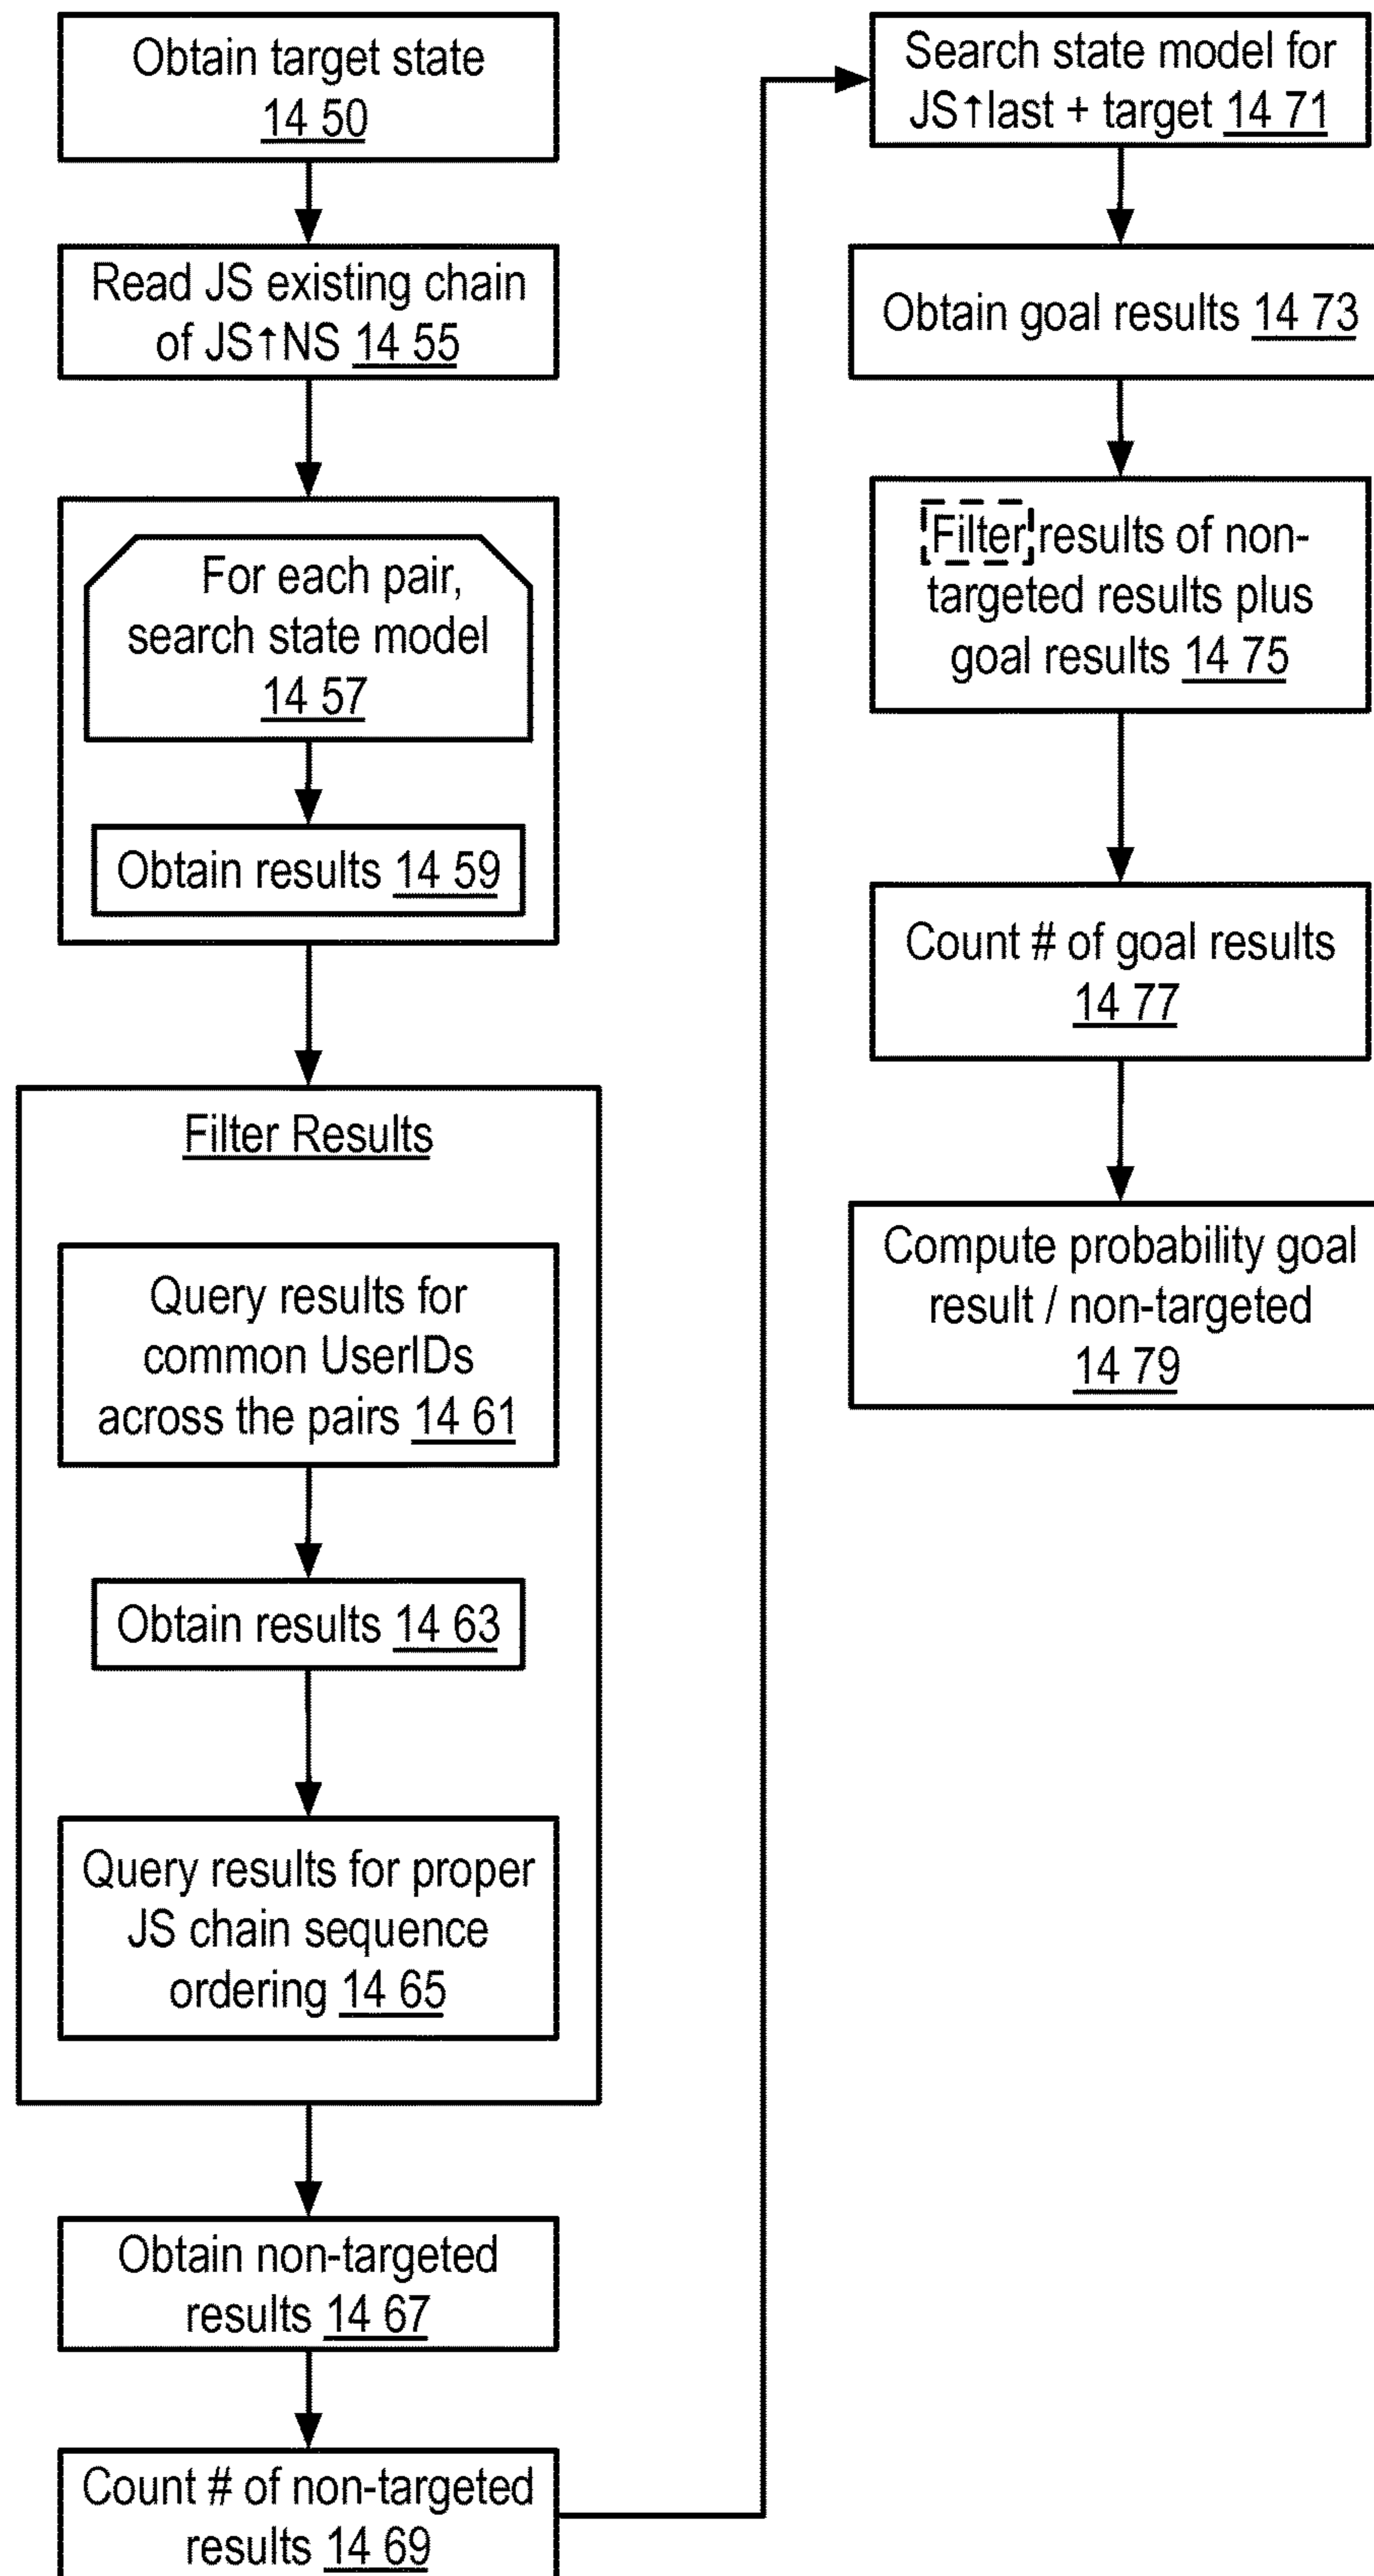 Obtain target state
14 50
Read JS existing chain
of JS↑NS 14 55
For each pair,
search state model
14 57
Obtain results 14 59
Filter Results
Query results for
common UserIDs
across the pairs 14 61
Obtain results 14 63
Query results for proper
JS chain sequence
ordering 14 65
Obtain non-targeted
results 14 67
Count # of non-targeted
results 14 69
Search state model for
JS↑last + target 14 71
Obtain goal results 14 73
Filter results of non-
targeted results plus
goal results 14 75
Count # of goal results
14 77
Compute probability goal
result / non-targeted
14 79